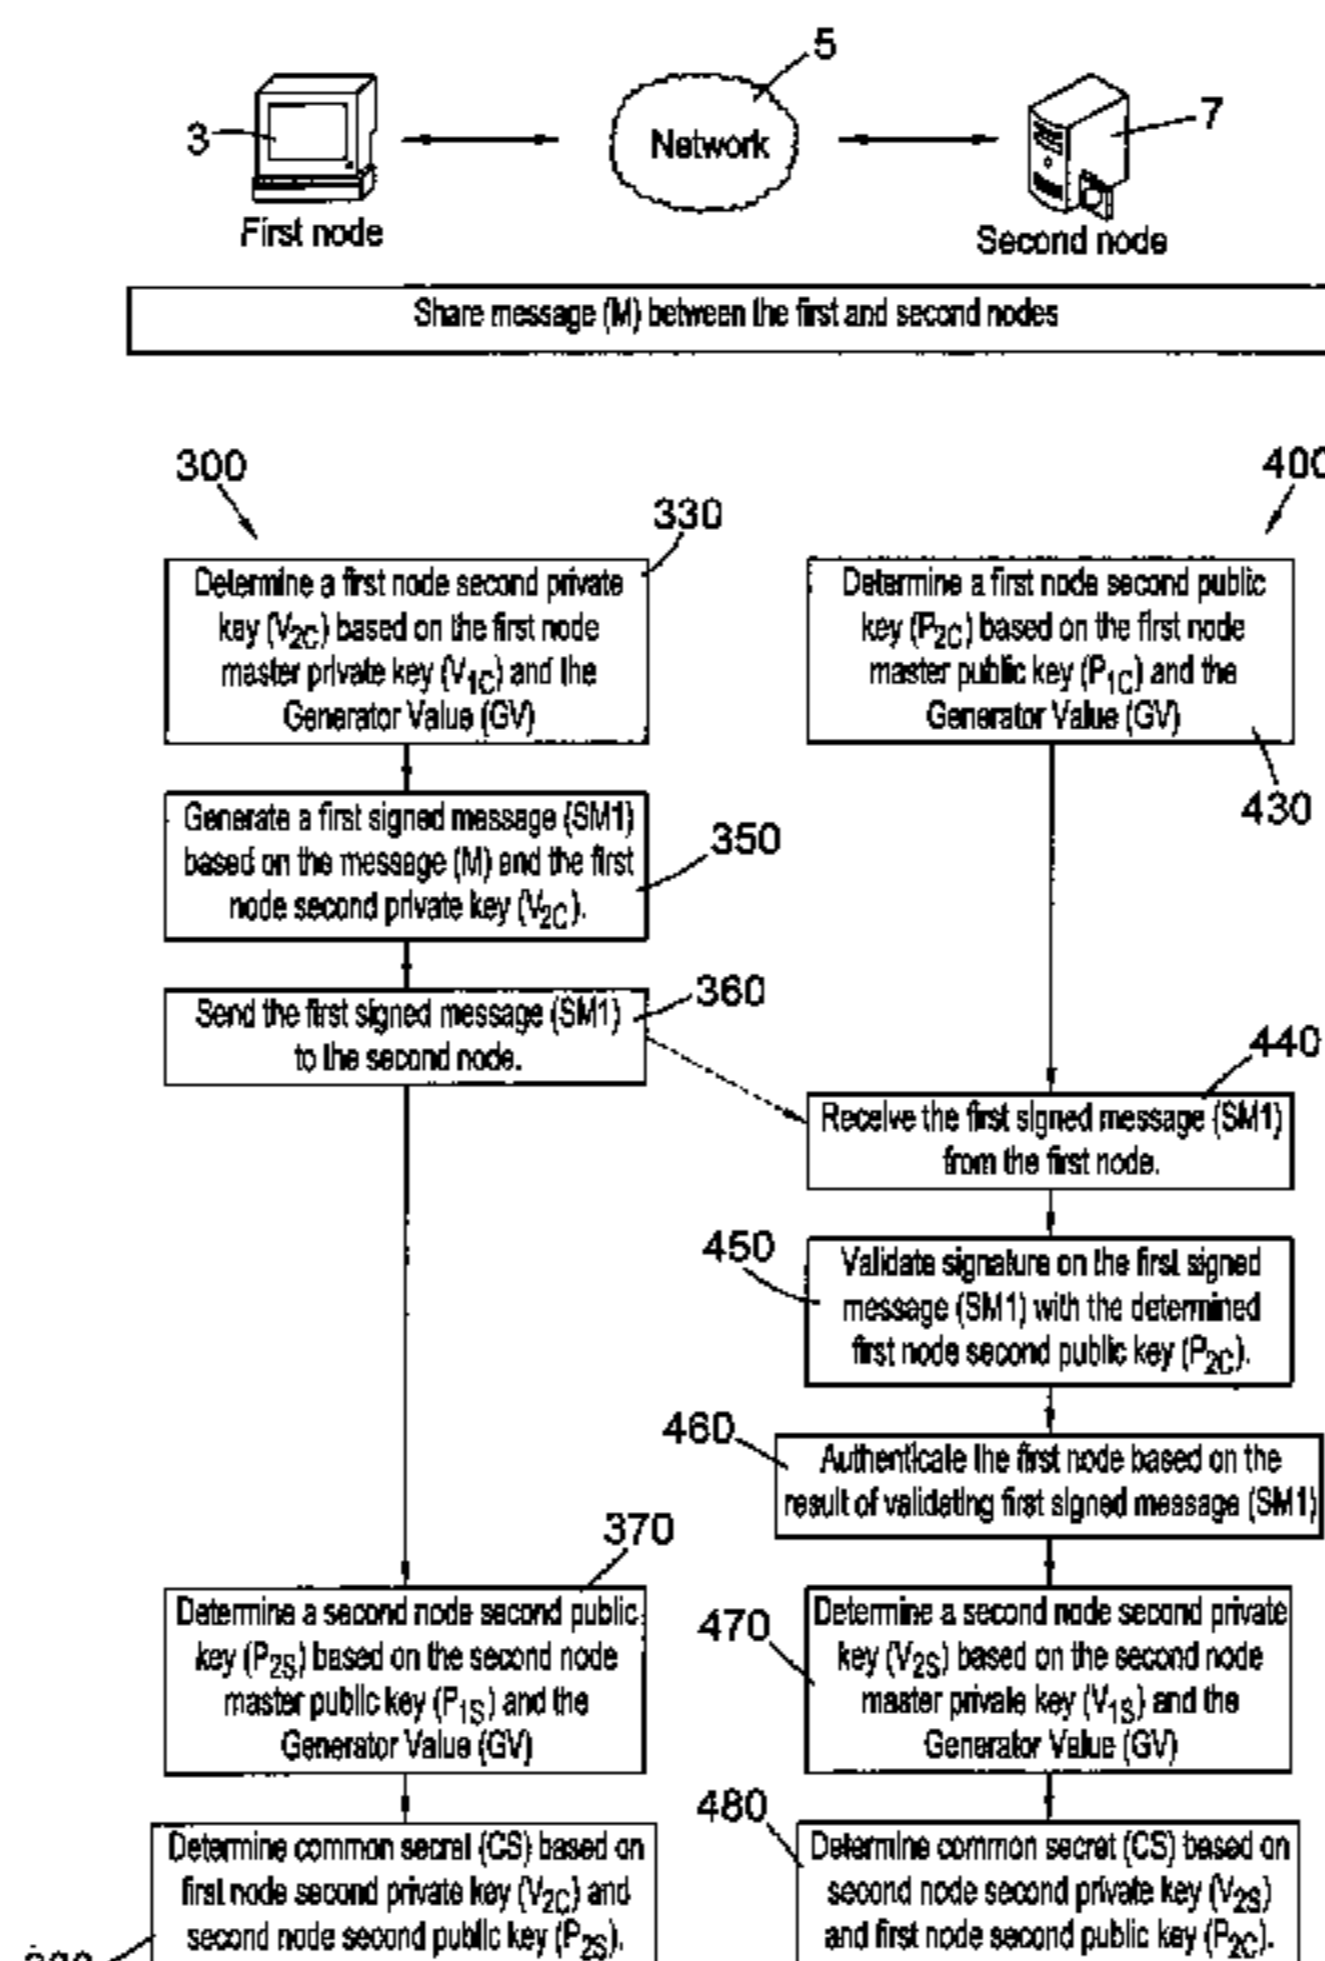 5
3
Network
7
First node
Second node
Share message (M) between the first and second nodes
300
400
330
Determine a first node second private
key (V2C) based on the first node
master private key (V1C) and the
Generator Value (GV)
Determine a first node second public
key (P2C) based on the first node
master public key (P1C) and the
Generator Value (GV)
430
Generate a first signed message (SM1)
based on the message (M) and the first
node second private key (V2C).
350
Send the first signed message (SM1)
to the second node.
360
440
Receive the first signed message (SM1)
from the first node.
450
Validate signature on the first signed
message (SM1) with the determined
first node second public key (P2C).
460
Authenticate the first node based on the
result of validating first signed message (SM1)
370
Determine a second node second public
key (P2S) based on the second node
master public key (P1S) and the
Generator Value (GV)
470
Determine a second node second private
key (V2S) based on the second node
master private key (V1S) and the
Generator Value (GV)
Determine common secret (CS) based on
first node second private key (V2C) and
second node second public key (P2S).
480
Determine common secret (CS) based on
second node second private key (V2S)
and first node second public key (P2C).